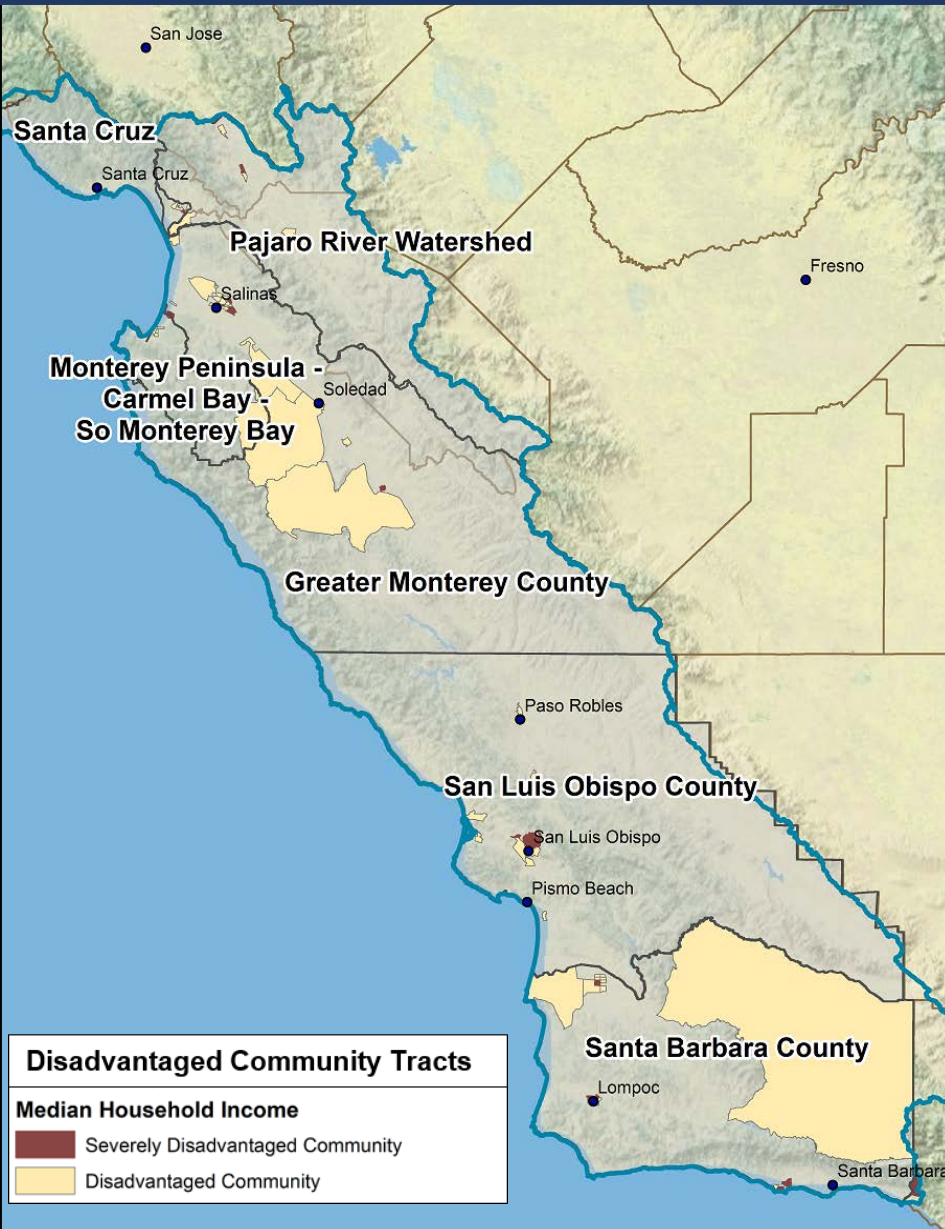 San Jose
Santa Cruz
Santa Cruz
Pajaro River Watershed
Fresno
Salinas
Monterey Peninsula -
Carmel Bay -
So Monterey Bay
Soledad
Greater Monterey County
Paso Robles
San Luis Obispo County
San Luis Obispo
Pismo Beach
Santa Barbara County
Lompoc
Santa Barbara
Disadvantaged Community Tracts
Median Household Income
Severely Disadvantaged Community
Disadvantaged Community